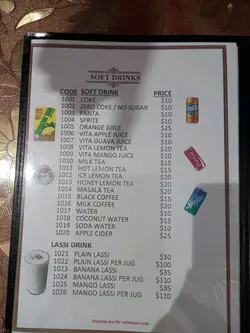 SOFT DRINKS
CODE SOFT DRINK PRICE
1001 COKE $10
1002 ZERO COKE / NO SUGAR $10
1003 FANTA $10
1004 SPRITE $10
1005 ORANGE JUICE $25
1006 VITA APPLE JUICE $10
1007 VITA GUAVA JUICE $10
1008 VITA LEMON TEA $10
1009 VITA MANGO JUICE $10
1010 MILK TEA $15
1011 HOT LEMON TEA $15
1012 ICE LEMON TEA $20
1013 HONEY LEMON TEA $20
1014 MASALA TEA $20
1015 BLACK COFFEE $15
1016 MILK COFFEE $20
1017 WATER $10
1018 COCONUT WATER $20
1019 SODA WATER $10
1020 APPLE CIDER $25
LASSI DRINK
1021 PLAIN LASSI $30
1022 PLAIN LASSI PER JUG $100
1023 BANANA LASSI $35
1024 BANANA LASSI PER JUG $110
1025 MANGO LASSI $35
1026 MANGO LASSI PER JUG $110
Pictures are for reference only